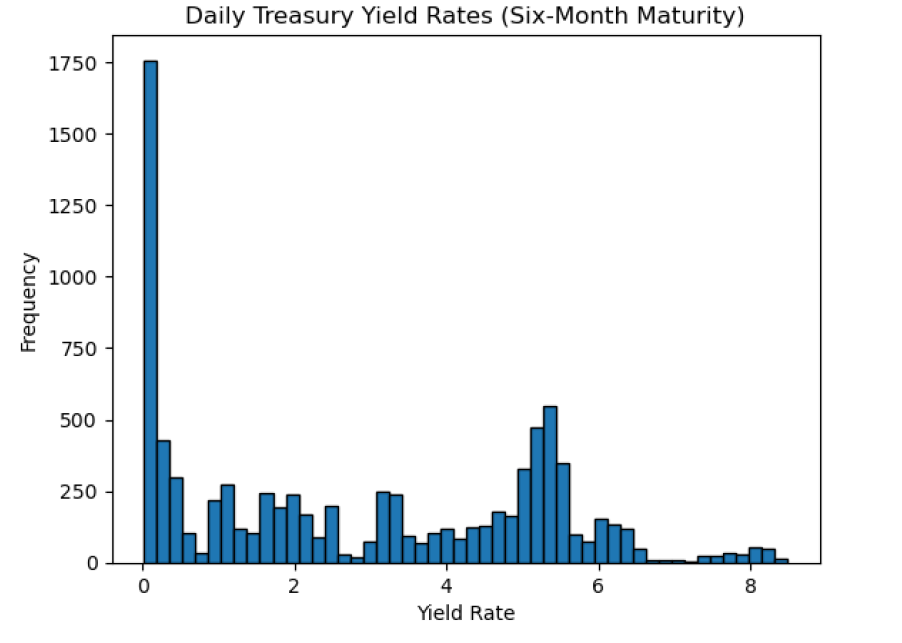 Daily Treasury Yield Rates (Six-Month Maturity)
1750
1500
1250
1000
750
500
250
0
Frequency
0 2 4 6 8
Yield Rate